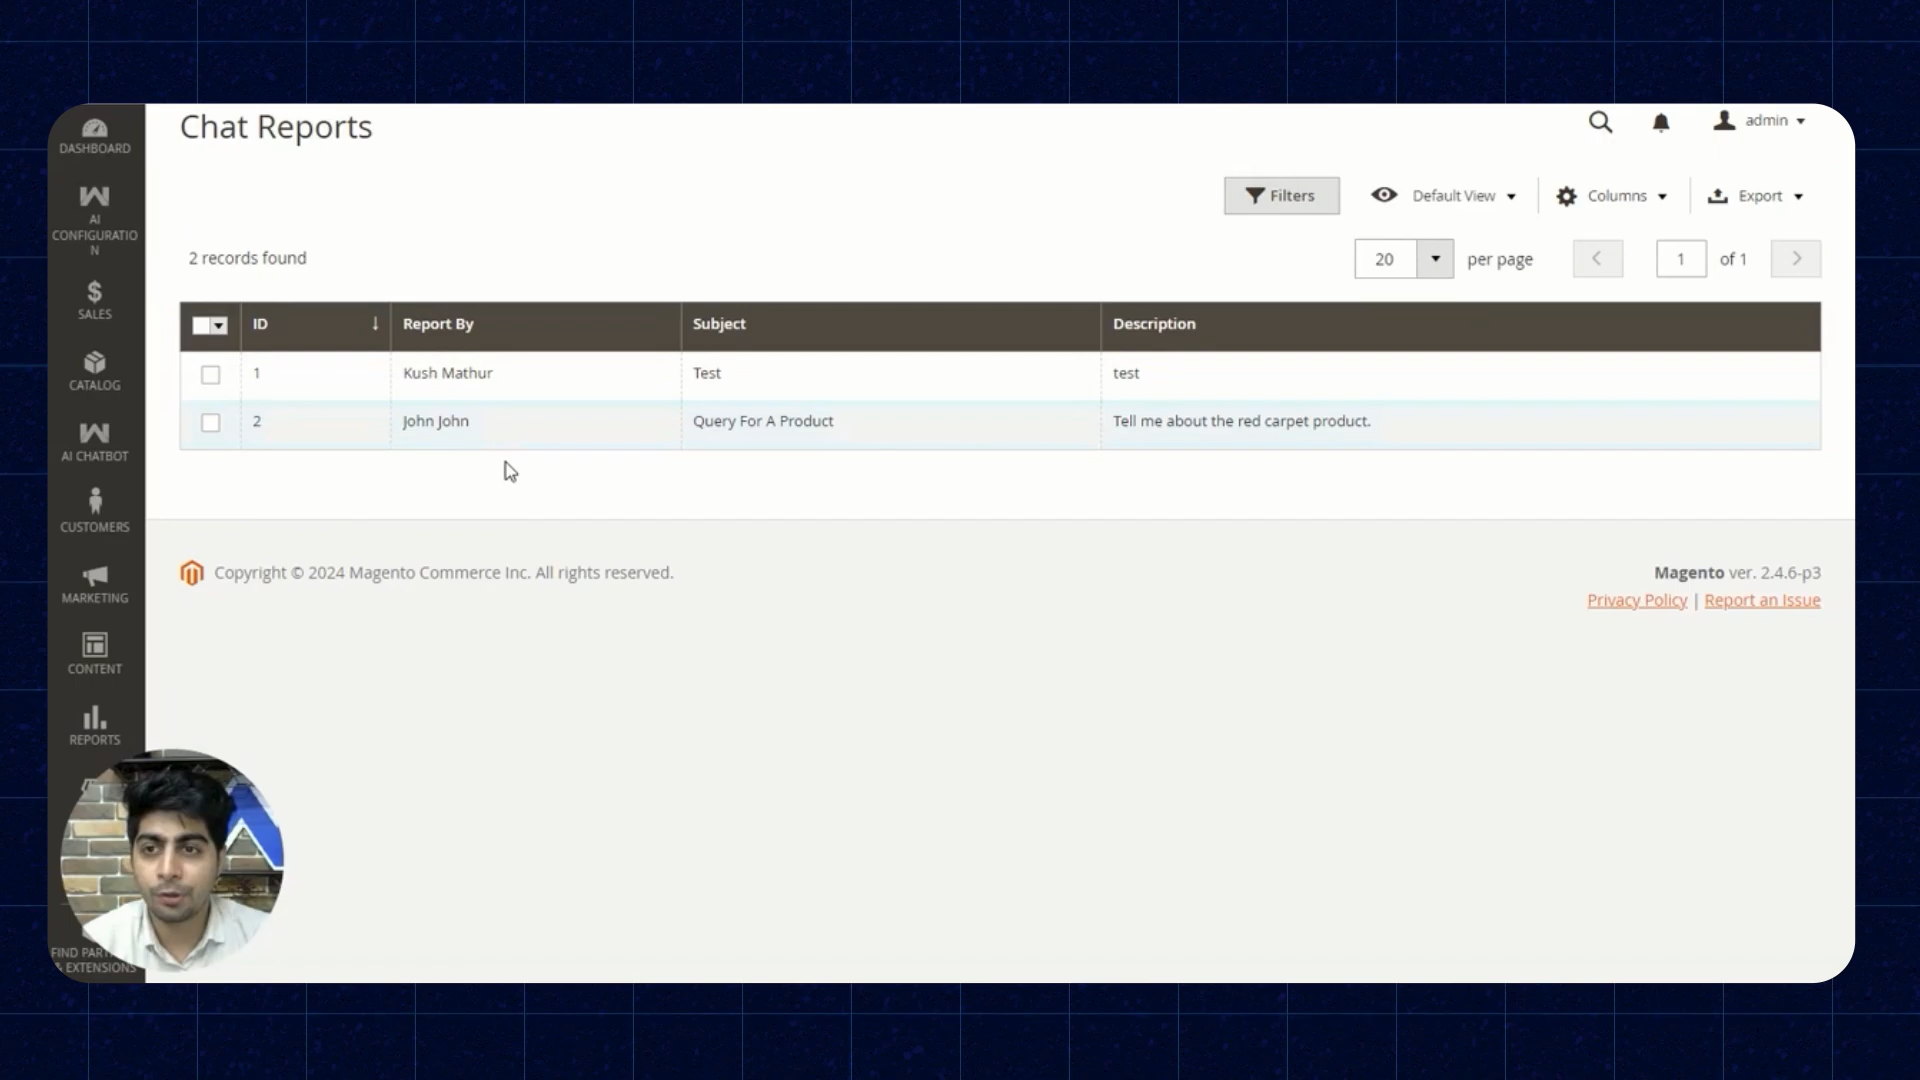 Chat Reports
admin
DASHBOARD
AI
CONFIGURATIO
N
SALES
CATALOG
AI CHATBOT
CUSTOMERS
MARKETING
CONTENT
REPORTS
FIND PART
& EXTENSIONS
Filters
Default View
Columns
Export
2 records found
20 per page
1 of 1
ID Report By Subject Description
1 Kush Mathur Test test
2 John John Query For A Product Tell me about the red carpet product.
Copyright © 2024 Magento Commerce Inc. All rights reserved.
Magento ver. 2.4.6-p3
Privacy Policy | Report an Issue